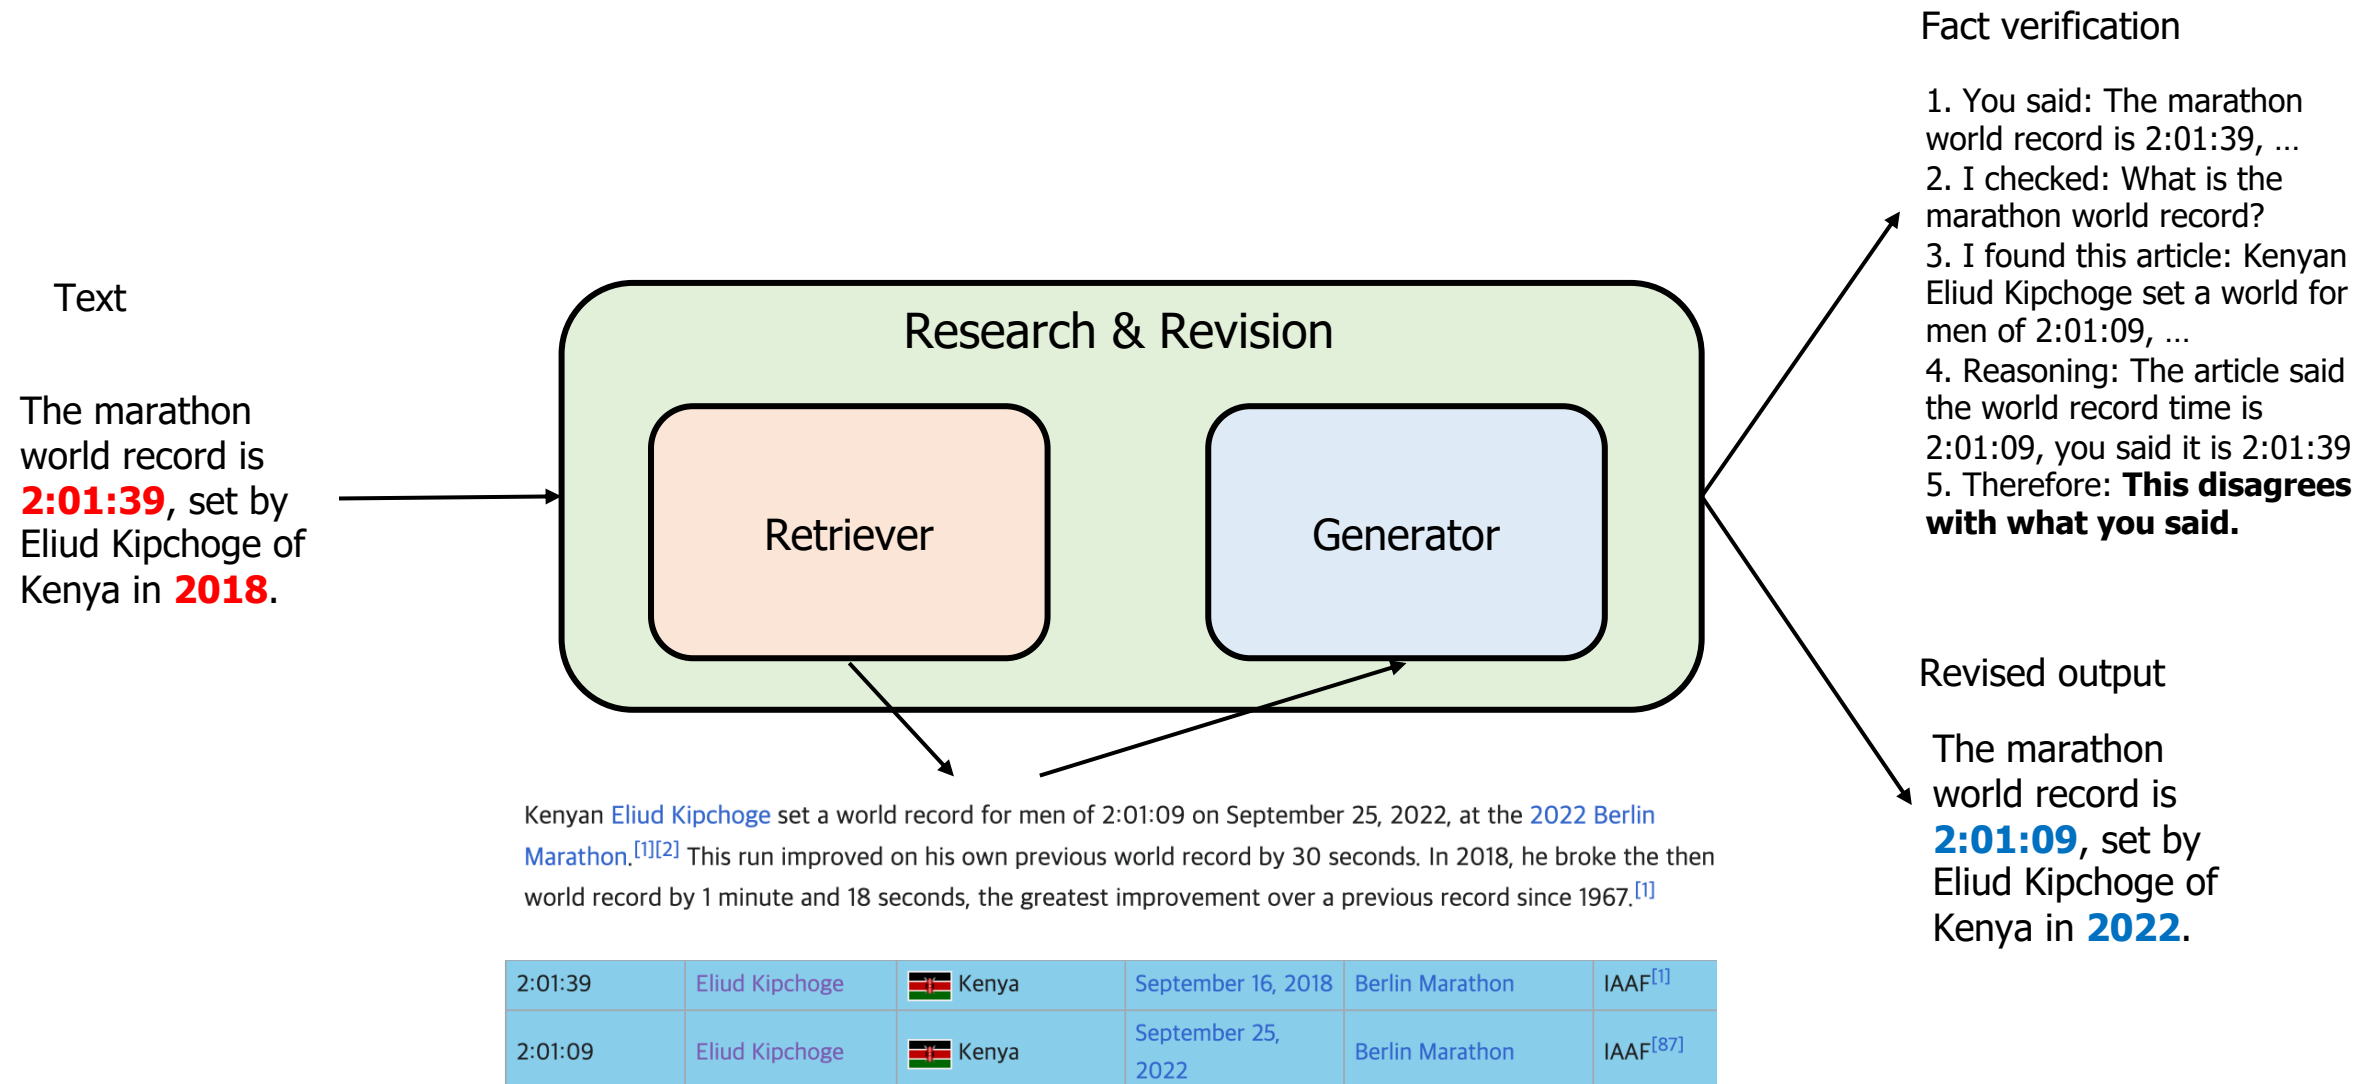 Text
The marathon
world record is
2:01:39, set by
Eliud Kipchoge of
Kenya in 2018.
Research & Revision
Retriever
Generator
Kenyan Eliud Kipchoge set a world record for men of 2:01:09 on September 25, 2022, at the 2022 Berlin
Marathon.[1][2] This run improved on his own previous world record by 30 seconds. In 2018, he broke the then
world record by 1 minute and 18 seconds, the greatest improvement over a previous record since 1967.[1]
2:01:39 Eliud Kipchoge Kenya September 16, 2018 Berlin Marathon IAAF[1]
2:01:09 Eliud Kipchoge Kenya September 25,
2022 Berlin Marathon IAAF[87]
Fact verification
1. You said: The marathon
world record is 2:01:39, …
2. I checked: What is the
marathon world record?
3. I found this article: Kenyan
Eliud Kipchoge set a world for
men of 2:01:09, …
4. Reasoning: The article said
the world record time is
2:01:09, you said it is 2:01:39
5. Therefore: This disagrees
with what you said.
Revised output
The marathon
world record is
2:01:09, set by
Eliud Kipchoge of
Kenya in 2022.